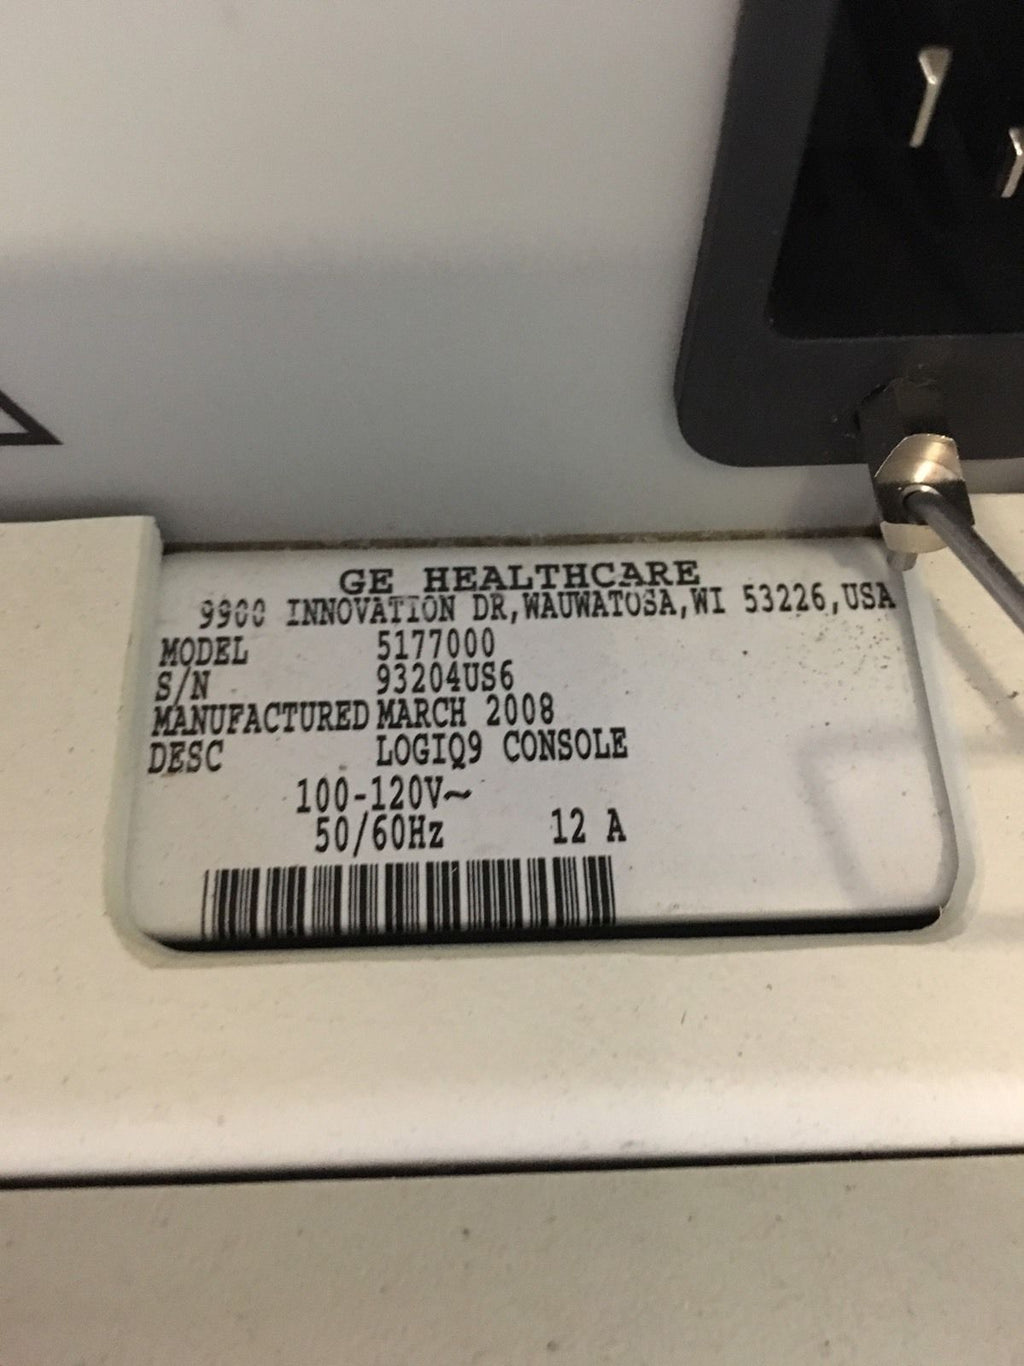 GE HEALTHCARE
9900 INNOVATION DR,WAUWATOSA,WI 53226,USA
MODEL 5177000
S/N 93204US6
MANUFACTURED MARCH 2008
DESC LOGIQ9 CONSOLE
100-120V~
50/60Hz 12 A